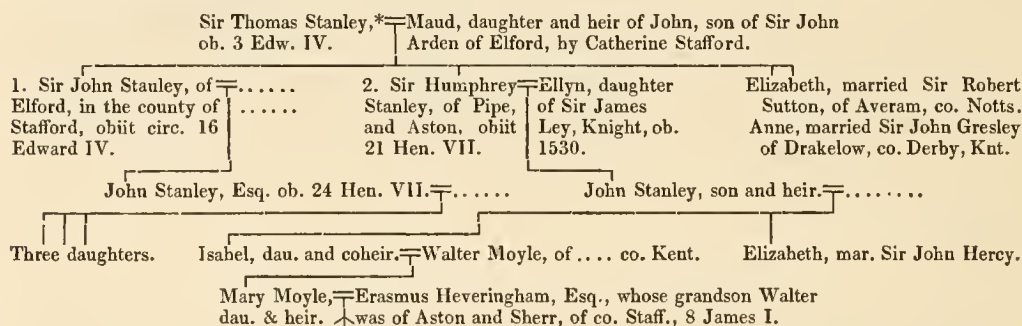 Sir Thomas Stanley,* Maud, daughter and heir of John, son of Sir John
ob. 3 Edw. IV. Arden of Elford, by Catherine Stafford.
1. Sir John Stanley, of ......
Elford, in the county of ......
Stafford, obiit circ. 16
Edward IV.
2. Sir Humphrey Ellyn, daughter
Stanley, of Pipe, of Sir James
and Aston, obiit Ley, Knight, ob.
21 Hen. VII. 1530.
Elizabeth, married Sir Robert
Sutton, of Averam, co. Notts.
Anne, married Sir John Gresley
of Drakelow, co. Derby, Knt.
John Stanley, Esq. ob. 24 Hen. VII. ......
John Stanley, son and heir. ........
Three daughters.
Isabel, dau. and coheir. Walter Moyle, of .... co. Kent.
Elizabeth, mar. Sir John Hercy.
Mary Moyle, Erasmus Heveringham, Esq., whose grandson Walter
dau. & heir. was of Aston and Sherr, of co. Staff., 8 James I.